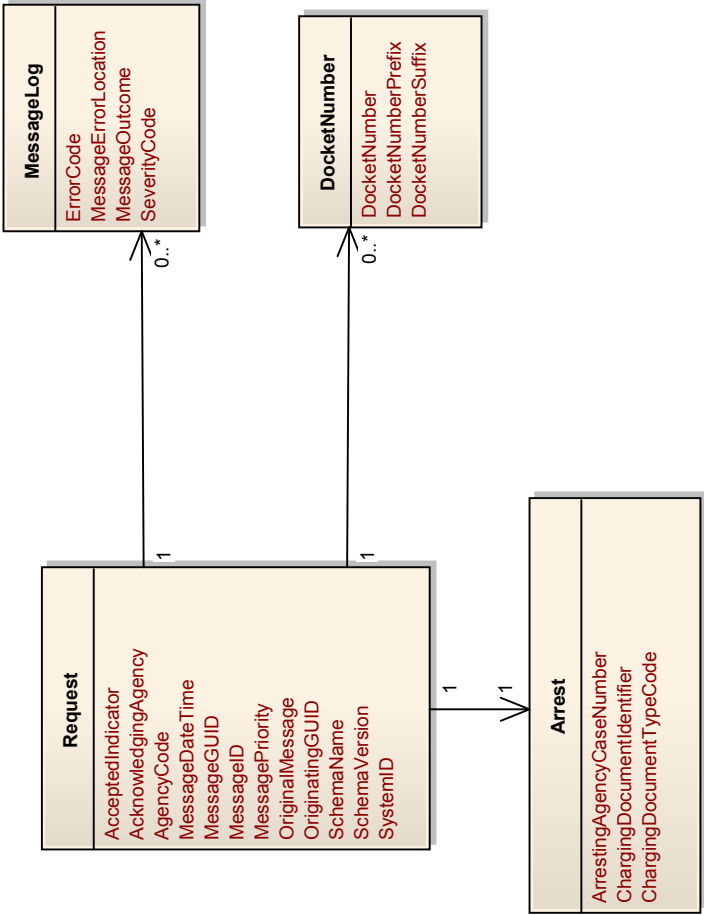 MessageLog
ErrorCode
MessageErrorLocation
MessageOutcome
SeverityCode
0..*
1
DocketNumber
DocketNumber
DocketNumberPrefix
DocketNumberSuffix
0..*
1
Request
AcceptedIndicator
AcknowledgingAgency
AgencyCode
MessageDateTime
MessageGUID
MessageID
MessagePriority
OriginalMessage
OriginatingGUID
SchemaName
SchemaVersion
SystemID
1
1
Arrest
ArrestingAgencyCaseNumber
ChargingDocumentIdentifier
ChargingDocumentTypeCode